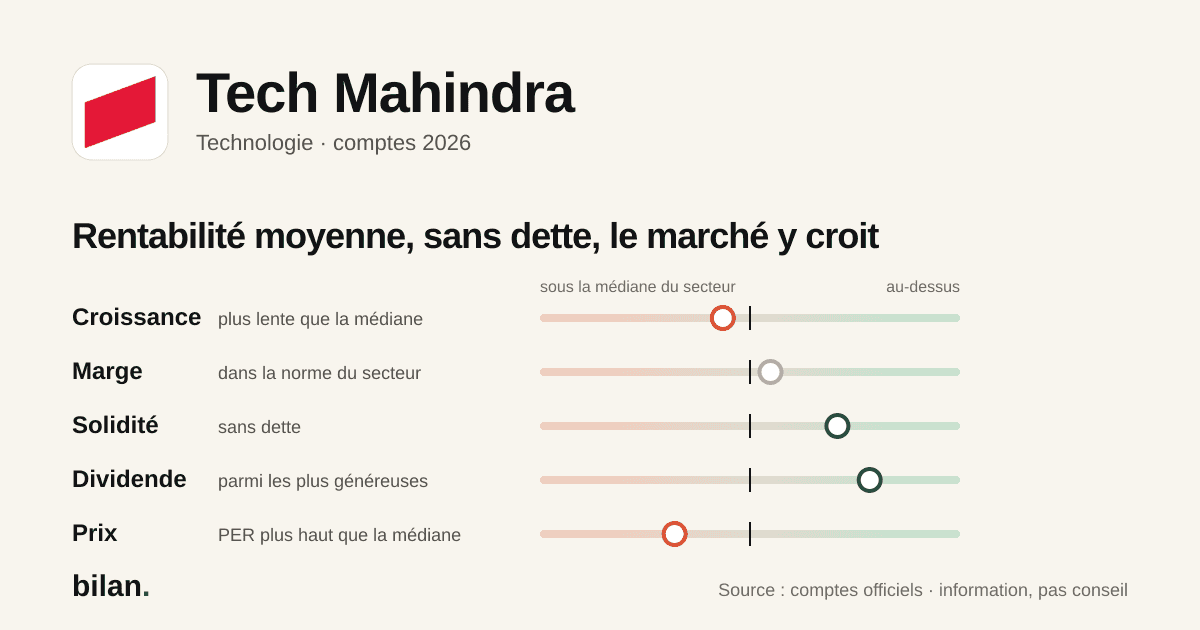 Tech Mahindra
Technologie · comptes 2026
Rentabilité moyenne, sans dette, le marché y croit
sous la médiane du secteur au-dessus
Croissance plus lente que la médiane
Marge dans la norme du secteur
Solidité sans dette
Dividende parmi les plus généreuses
Prix PER plus haut que la médiane
bilan.
Source : comptes officiels · information, pas conseil